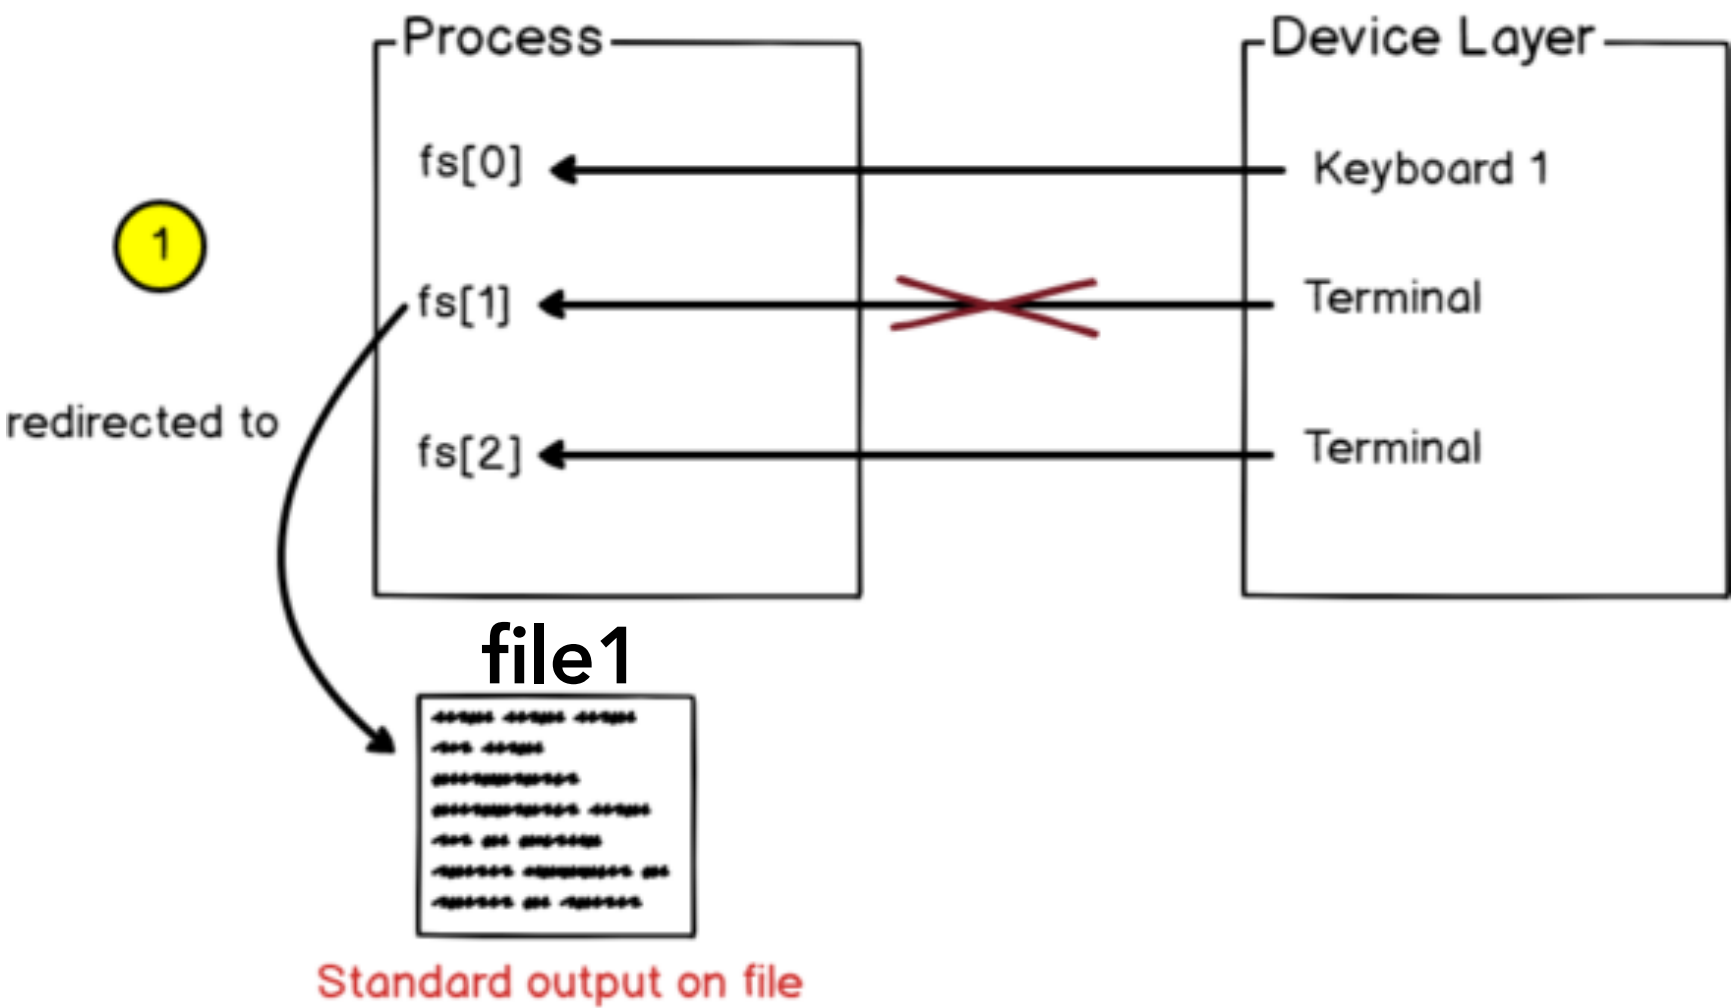 Process
Device Layer
fs[0]
Keyboard 1
1
fs[1]
Terminal
redirected to
fs[2]
Terminal
file1
Standard output on file